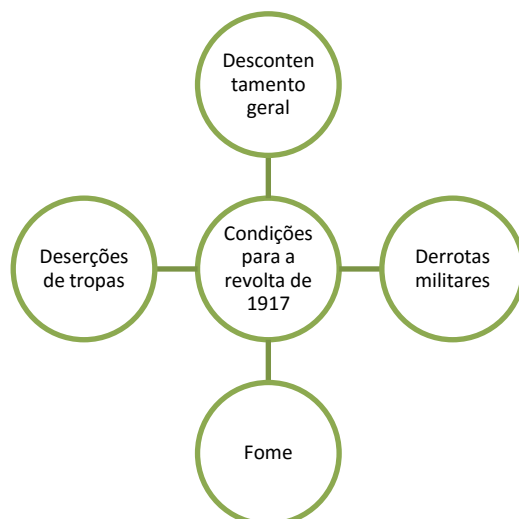 Desconten
tamento
geral
Deserções
de tropas
Condições
para a
revolta de
1917
Derrotas
militares
Fome